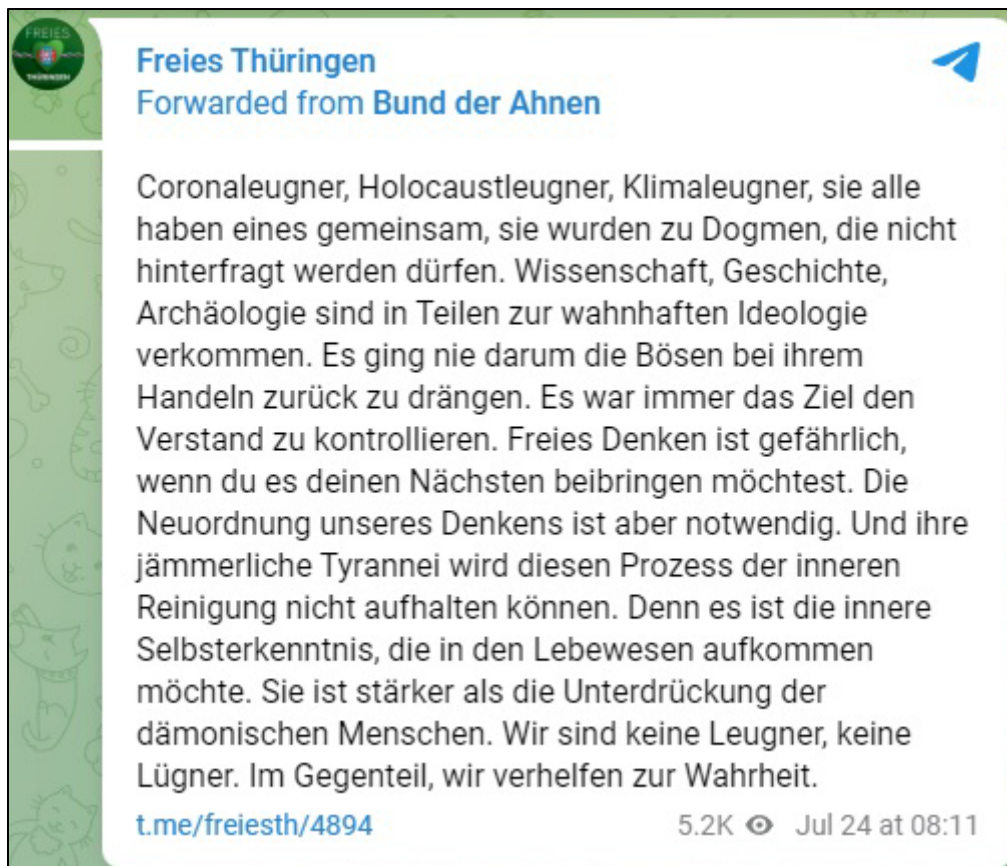 FREIES
THÜRINGEN
Freies Thüringen
Forwarded from Bund der Ahnen
Coronaleugner, Holocaustleugner, Klimaleugner, sie alle
haben eines gemeinsam, sie wurden zu Dogmen, die nicht
hinterfragt werden dürfen. Wissenschaft, Geschichte,
Archäologie sind in Teilen zur wahnhaften Ideologie
verkommen. Es ging nie darum die Bösen bei ihrem
Handeln zurück zu drängen. Es war immer das Ziel den
Verstand zu kontrollieren. Freies Denken ist gefährlich,
wenn du es deinen Nächsten beibringen möchtest. Die
Neuordnung unseres Denkens ist aber notwendig. Und ihre
jämmerliche Tyrannei wird diesen Prozess der inneren
Reinigung nicht aufhalten können. Denn es ist die innere
Selbsterkenntnis, die in den Lebewesen aufkommen
möchte. Sie ist stärker als die Unterdrückung der
dämonischen Menschen. Wir sind keine Leugner, keine
Lügner. Im Gegenteil, wir verhelfen zur Wahrheit.
t.me/freiesth/4894 5.2K Jul 24 at 08:11